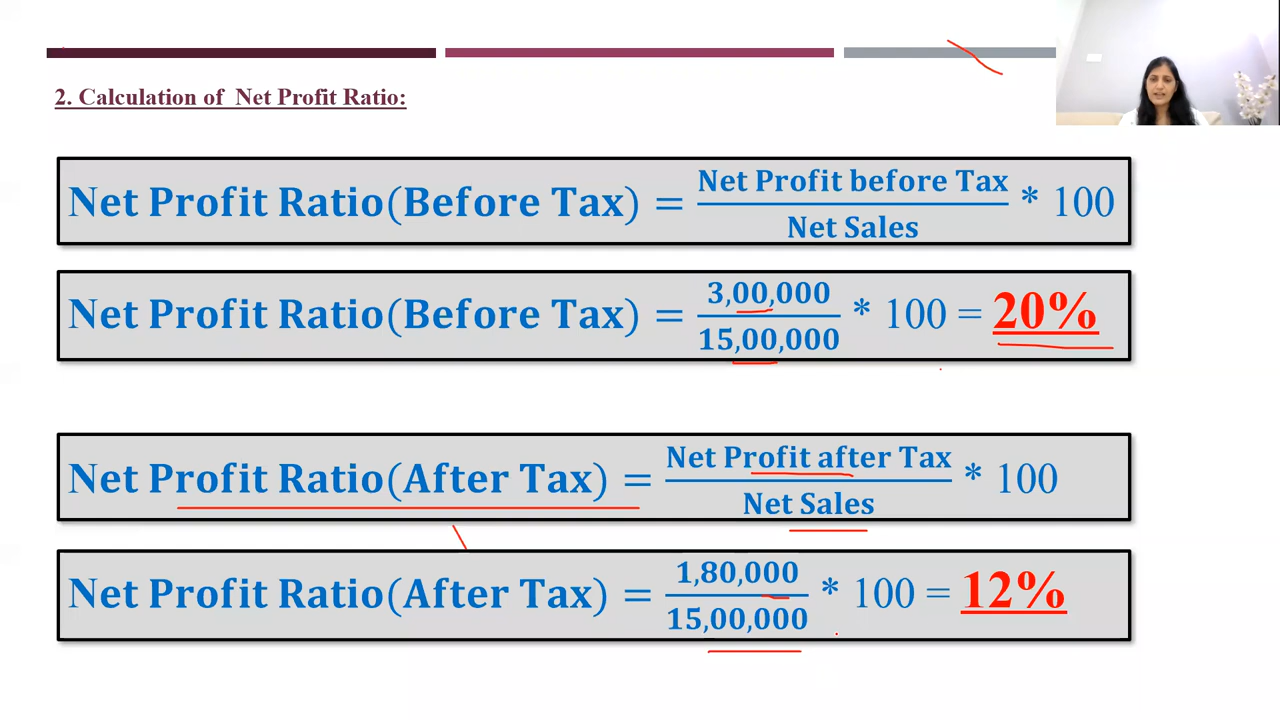 2. Calculation of Net Profit Ratio:
Net Profit Ratio(Before Tax) = Net Profit before Tax / Net Sales * 100
Net Profit Ratio(Before Tax) = 3,00,000 / 15,00,000 * 100 = 20%
Net Profit Ratio(After Tax) = Net Profit after Tax / Net Sales * 100
Net Profit Ratio(After Tax) = 1,80,000 / 15,00,000 * 100 = 12%